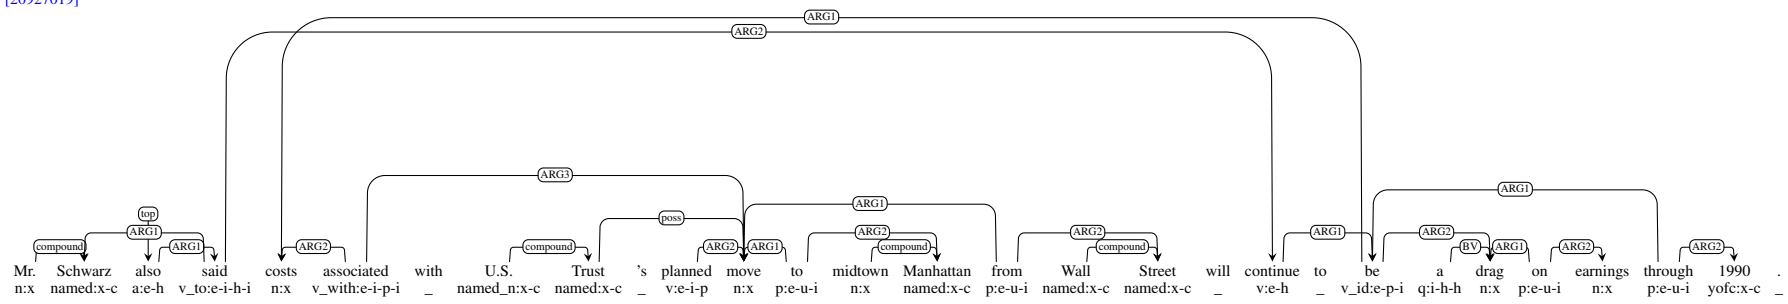 [20927019]
ARG1
ARG2
ARG3
top poss ARG1
ARG1 ARG2 ARG2 ARG1 ARG2
compound ARG1 ARG2 compound ARG2 ARG1 compound compound BV ARG1 ARG2 ARG2
Mr. Schwarz also said costs associated with U.S. Trust 's planned move to midtown Manhattan from Wall Street will continue to be a drag on earnings through 1990 .
n:x named:x-c a:e-h v_to:e-i-h-i n:x v_with:e-i-p-i _ named_n:x-c named:x-c _ v:e-i-p n:x p:e-u-i n:x named:x-c p:e-u-i named:x-c named:x-c _ v:e-h _ v_id:e-p-i q:i-h-h n:x p:e-u-i n:x p:e-u-i yofc:x-c _